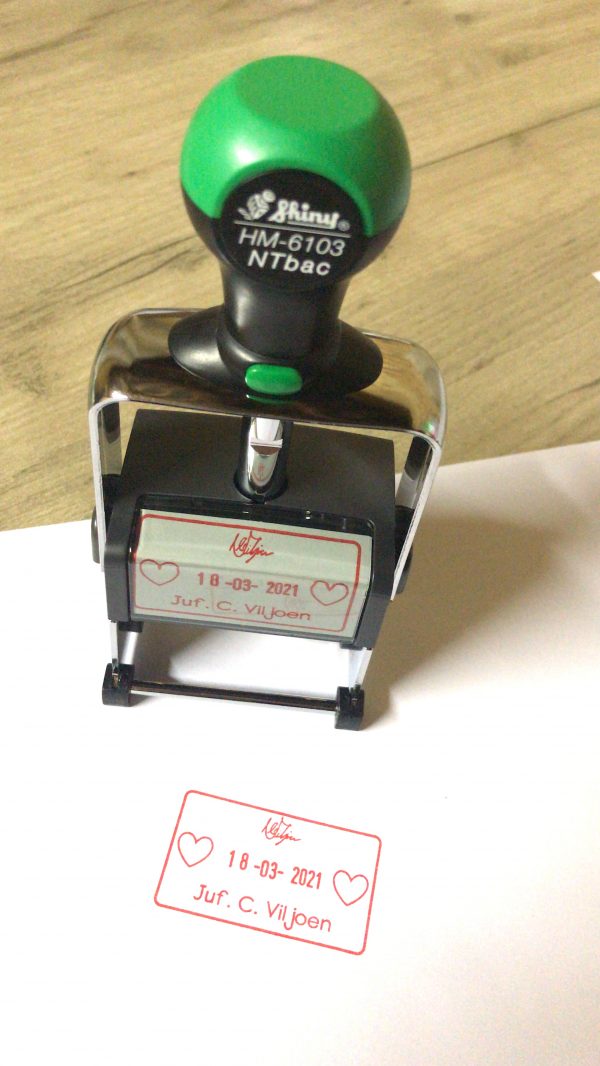 Shiny®
HM-6103
NTbac
18-03-2021
Juf. C. Viljoen
18-03-2021
Juf. C. Viljoen